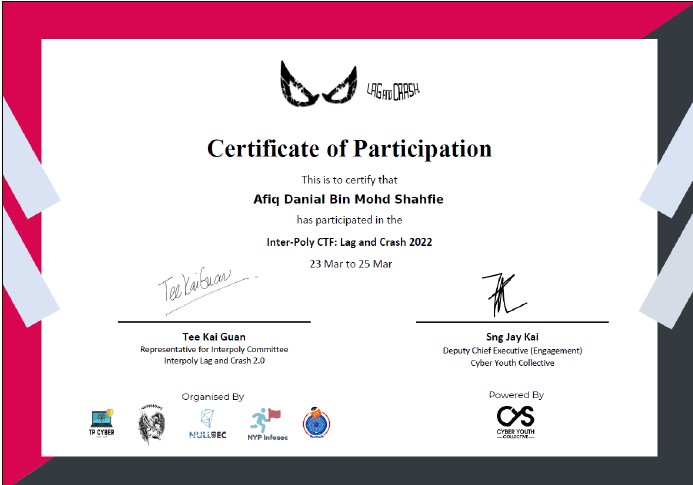 LAG AND CRASH
Certificate of Participation
This is to certify that
Afiq Danial Bin Mohd Shahfie
has participated in the
Inter-Poly CTF: Lag and Crash 2022
23 Mar to 25 Mar
Tee Kai Guan
Tee Kai Guan
Representative for Interpoly Committee
Interpoly Lag and Crash 2.0
Sng Jay Kai
Deputy Chief Executive (Engagement)
Cyber Youth Collective
Organised By
TP CYBER
NULLSEC
NYP Infosec
Powered By
CYS
CYBER YOUTH
COLLECTIVE